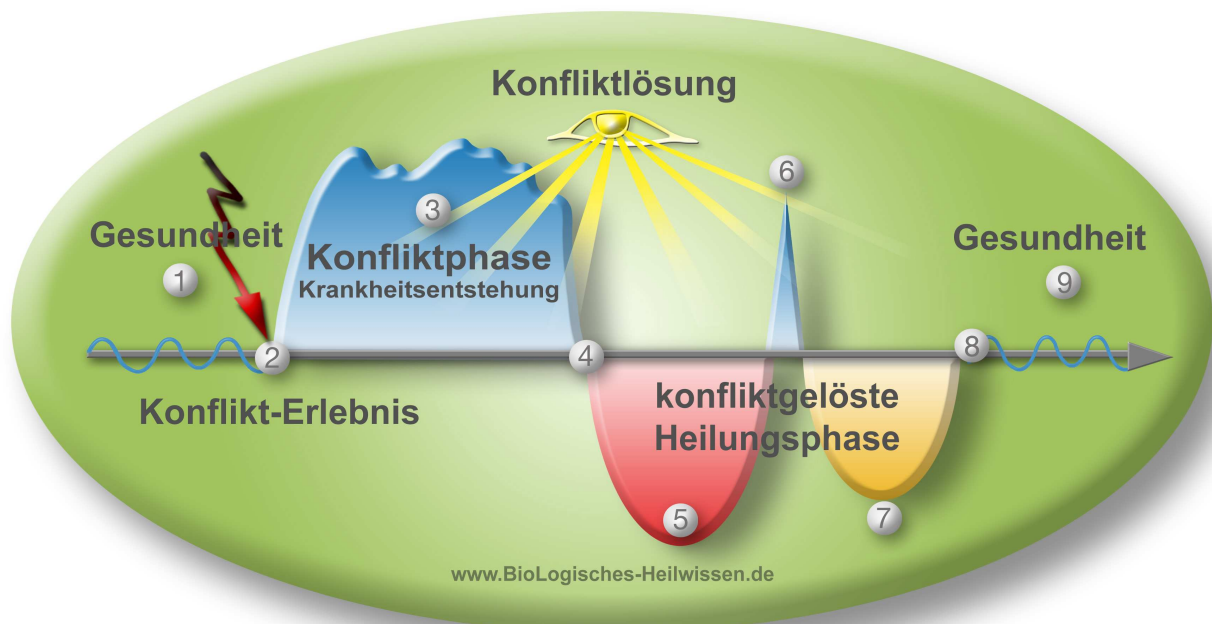 Konfliktlösung
6
3
Gesundheit
Gesundheit
Konfliktphase
1
9
Krankheitsentstehung
2
4
8
Konflikt-Erlebnis
konfliktgelöste
Heilungsphase
5
7
www.BioLogisches-Heilwissen.de